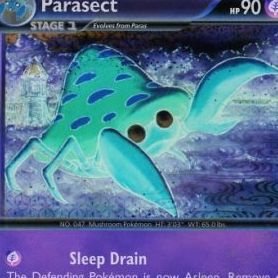 Parasect HP 90
STAGE 1 Evolves from Paras
NO. 047 Mushroom Pokémon HT: 3'03" WT: 65.0 lbs.
Sleep Drain
The Defending Pokémon is now Asleep. Remove